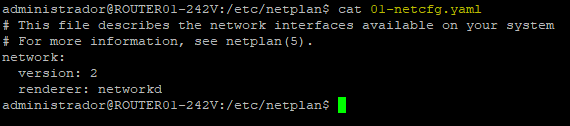 administrador@ROUTER01-242V:/etc/netplan$ cat 01-netcfg.yaml
# This file describes the network interfaces available on your system
# For more information, see netplan(5).
network:
  version: 2
  renderer: networkd
administrador@ROUTER01-242V:/etc/netplan$